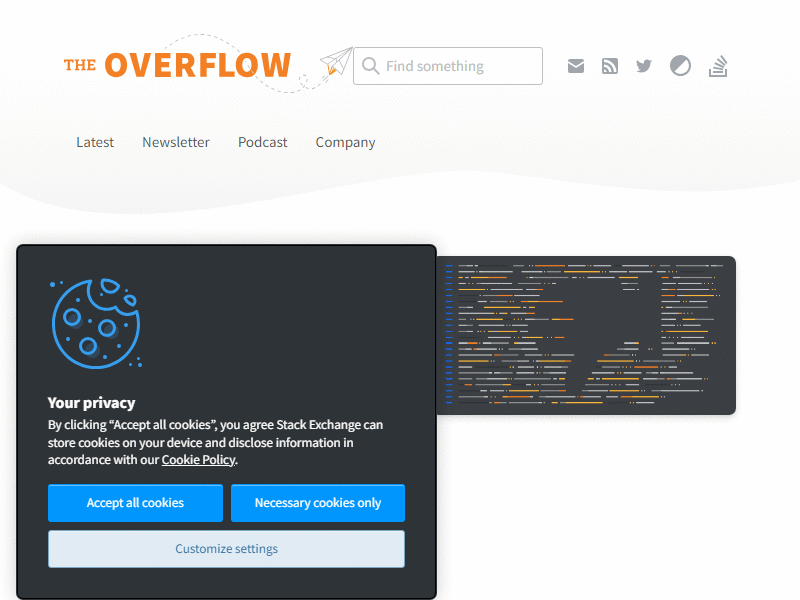 THE OVERFLOW
Find something
Latest Newsletter Podcast Company
Your privacy
By clicking “Accept all cookies”, you agree Stack Exchange can
store cookies on your device and disclose information in
accordance with our Cookie Policy.
Accept all cookies Necessary cookies only
Customize settings